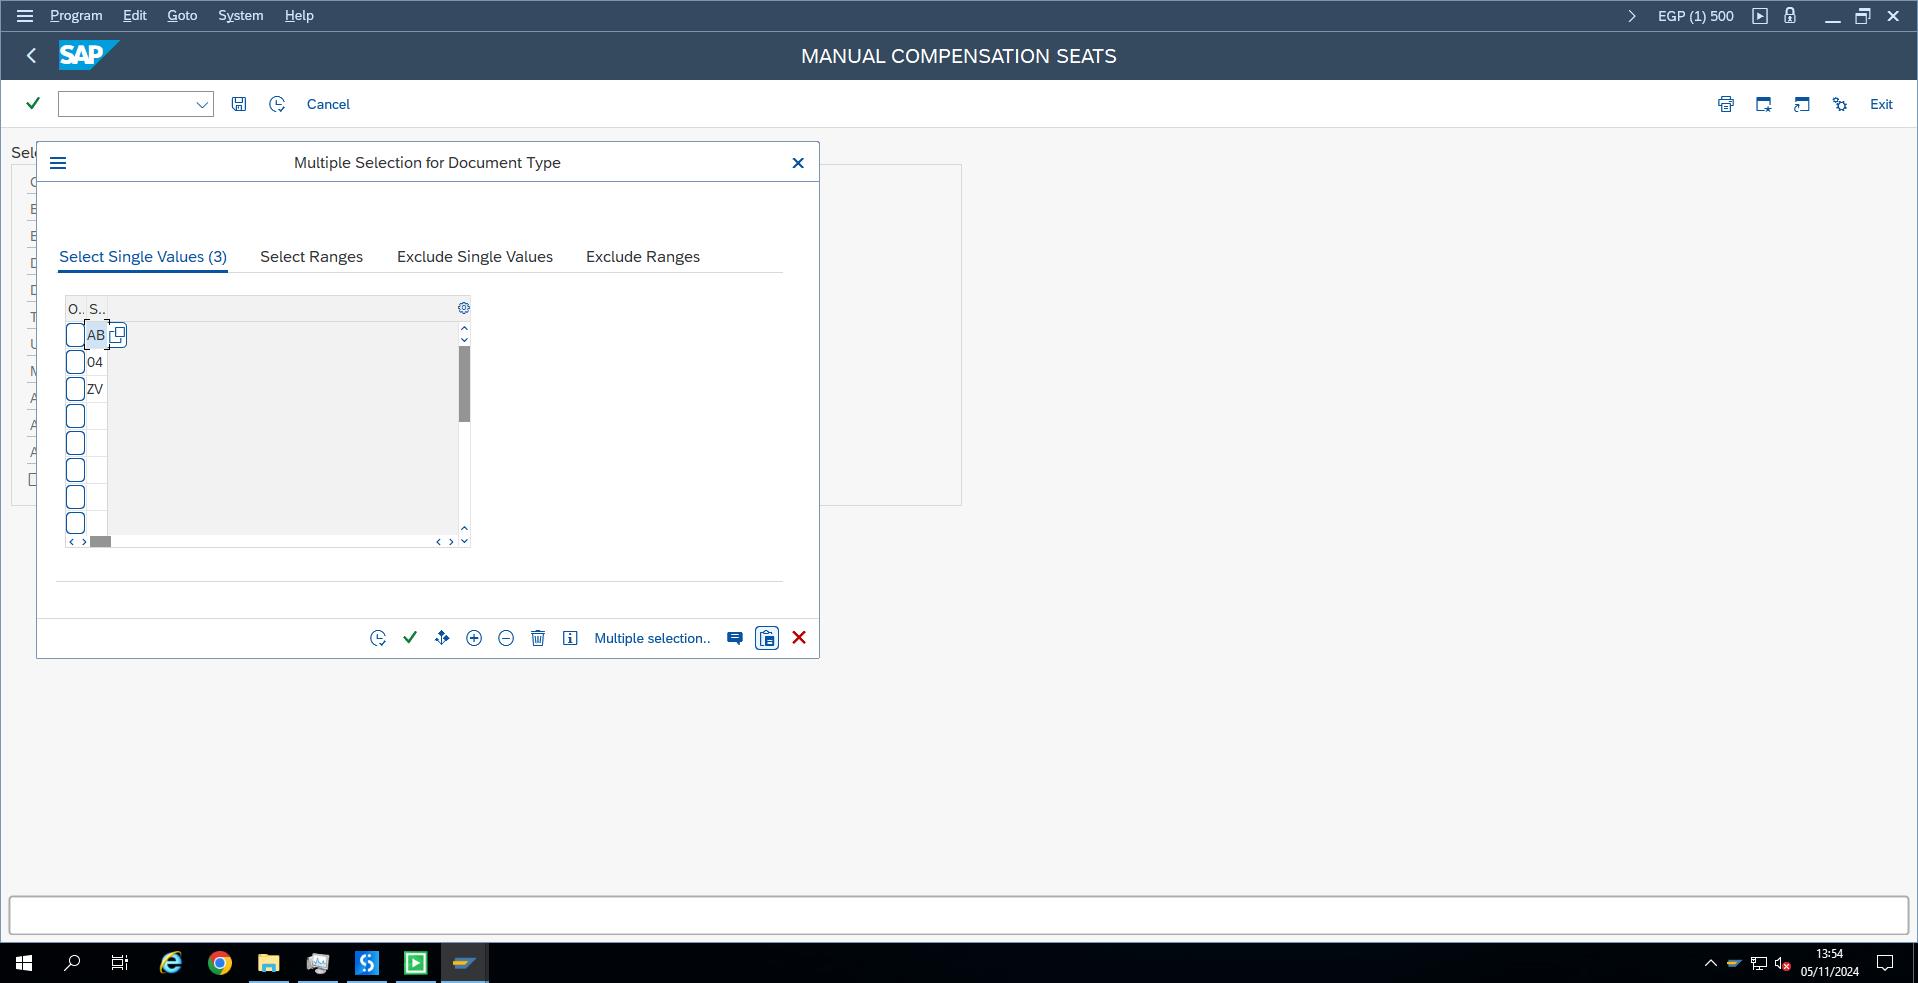 Program Edit Goto System Help EGP (1) 500
SAP MANUAL COMPENSATION SEATS
Cancel Exit
Sel
Multiple Selection for Document Type
Select Single Values (3) Select Ranges Exclude Single Values Exclude Ranges
O.. S..
AB
04
ZV
Multiple selection..
13:54
05/11/2024